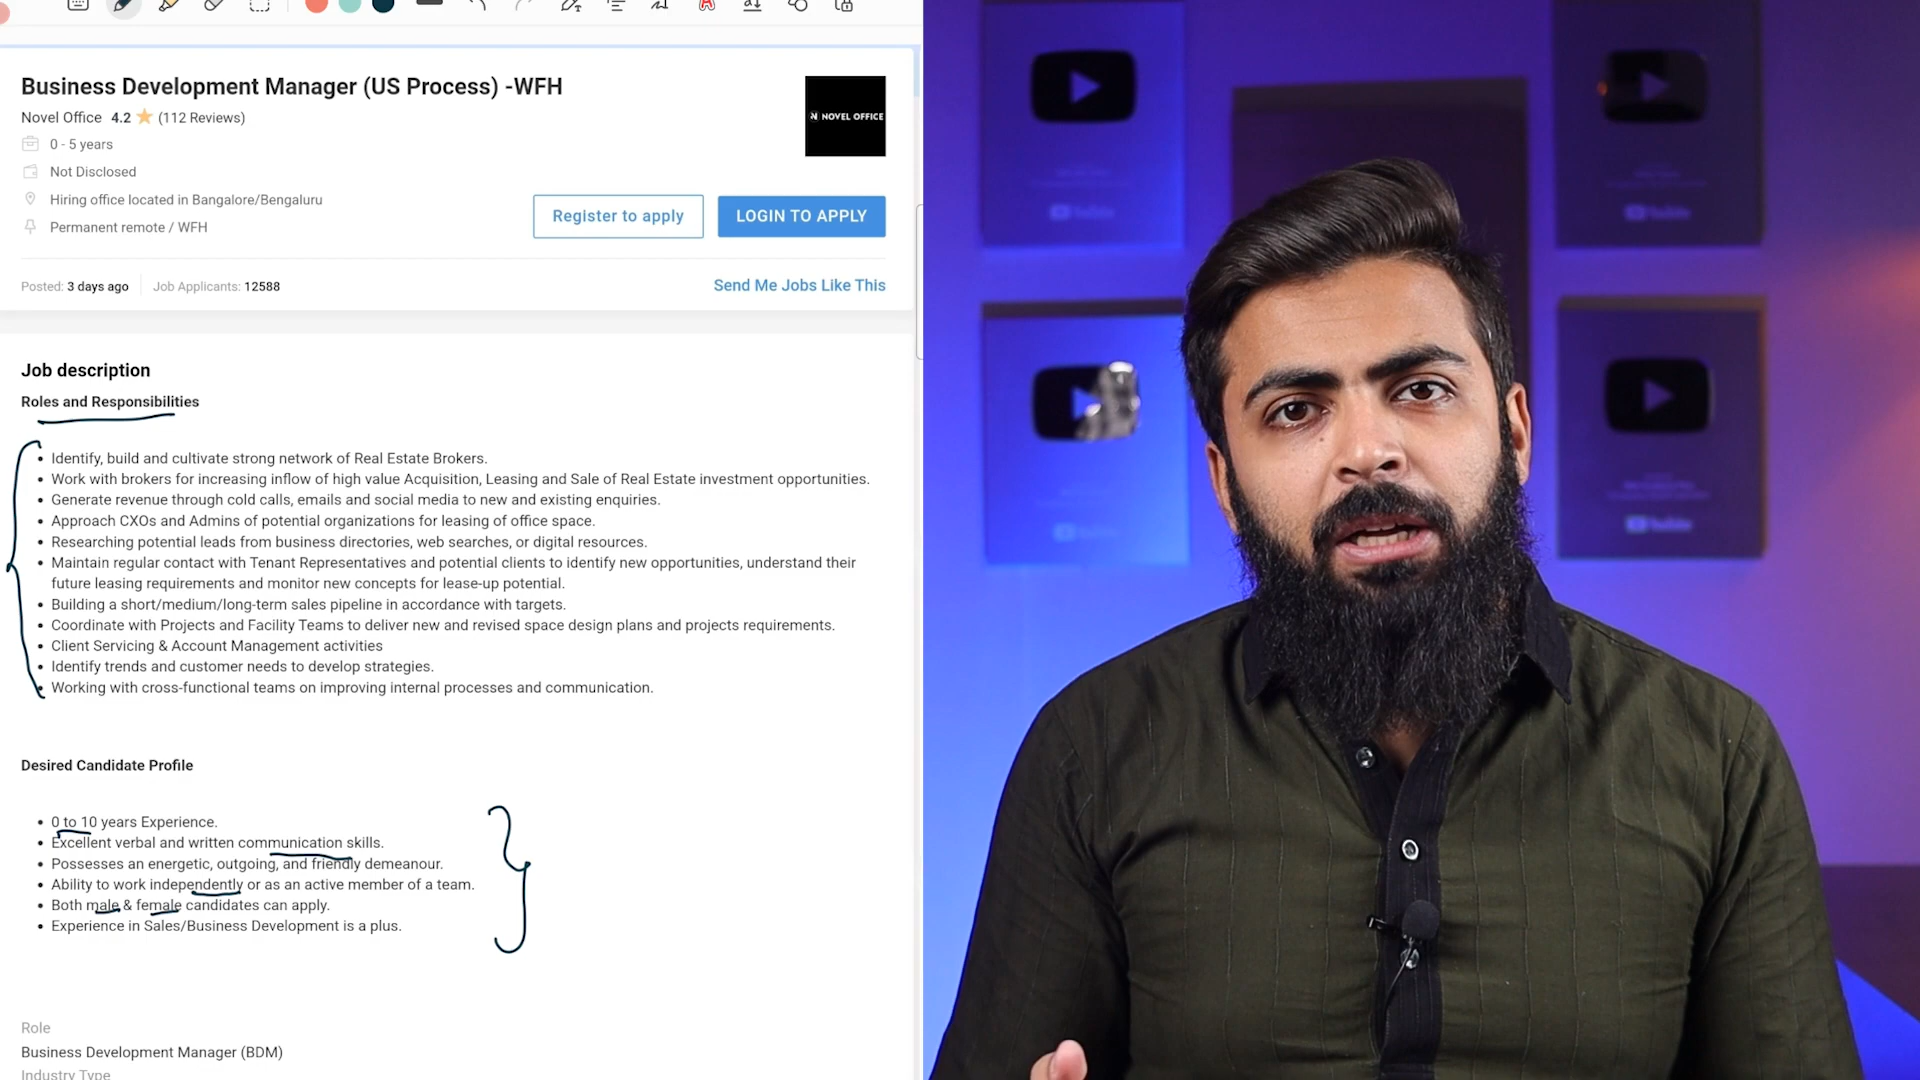 Business Development Manager (US Process) -WFH
Novel Office 4.2 (112 Reviews)
NOVEL OFFICE
0 - 5 years
Not Disclosed
Hiring office located in Bangalore/Bengaluru
Permanent remote / WFH
Register to apply
LOGIN TO APPLY
Posted: 3 days ago
Job Applicants: 12588
Send Me Jobs Like This
Job description
Roles and Responsibilities
• Identify, build and cultivate strong network of Real Estate Brokers.
• Work with brokers for increasing inflow of high value Acquisition, Leasing and Sale of Real Estate investment opportunities.
• Generate revenue through cold calls, emails and social media to new and existing enquiries.
• Approach CXOs and Admins of potential organizations for leasing of office space.
• Researching potential leads from business directories, web searches, or digital resources.
• Maintain regular contact with Tenant Representatives and potential clients to identify new opportunities, understand their
future leasing requirements and monitor new concepts for lease-up potential.
• Building a short/medium/long-term sales pipeline in accordance with targets.
• Coordinate with Projects and Facility Teams to deliver new and revised space design plans and projects requirements.
• Client Servicing & Account Management activities
• Identify trends and customer needs to develop strategies.
• Working with cross-functional teams on improving internal processes and communication.
Desired Candidate Profile
• 0 to 10 years Experience.
• Excellent verbal and written communication skills.
• Possesses an energetic, outgoing, and friendly demeanour.
• Ability to work independently or as an active member of a team.
• Both male & female candidates can apply.
• Experience in Sales/Business Development is a plus.
Role
Business Development Manager (BDM)
Industry Type